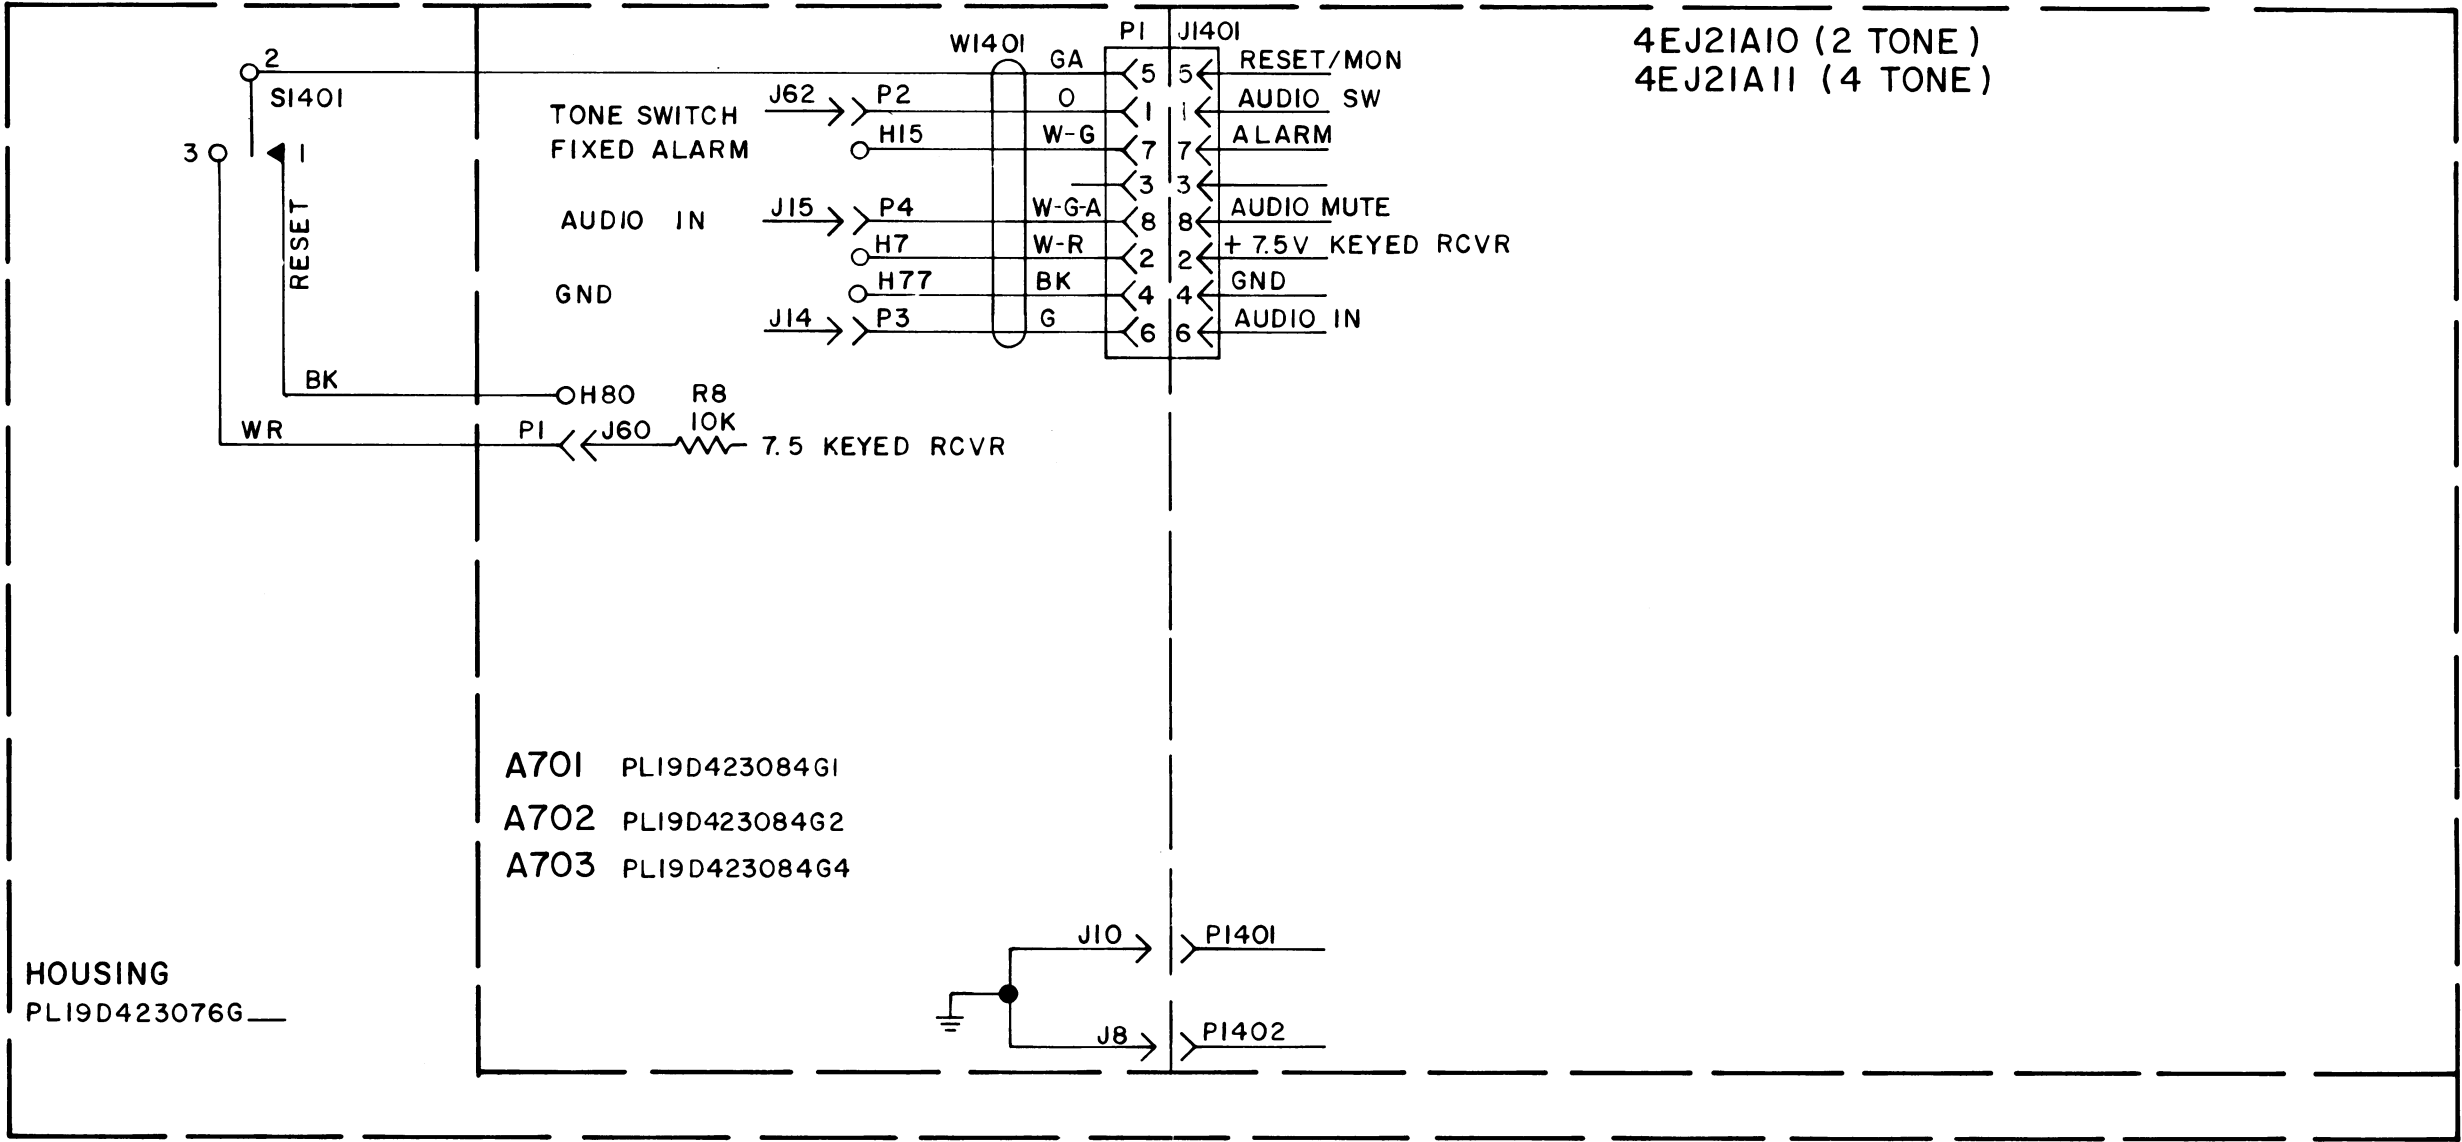 P1 J1401
4EJ21A10 (2 TONE)
4EJ21A11 (4 TONE)
W1401
2
S1401
3
1
RESET
GA 5 5 RESET/MON
TONE SWITCH J62 P2 O 1 1 AUDIO SW
FIXED ALARM H15 W-G 7 7 ALARM
3 3
AUDIO IN J15 P4 W-G-A 8 8 AUDIO MUTE
H7 W-R 2 2 + 7.5V KEYED RCVR
GND H77 BK 4 4 GND
J14 P3 G 6 6 AUDIO IN
BK H80
R8
10K
WR P1 J60 7.5 KEYED RCVR
A701 PL19D423084G1
A702 PL19D423084G2
A703 PL19D423084G4
J10 P1401
J8 P1402
HOUSING
PL19D423076G__